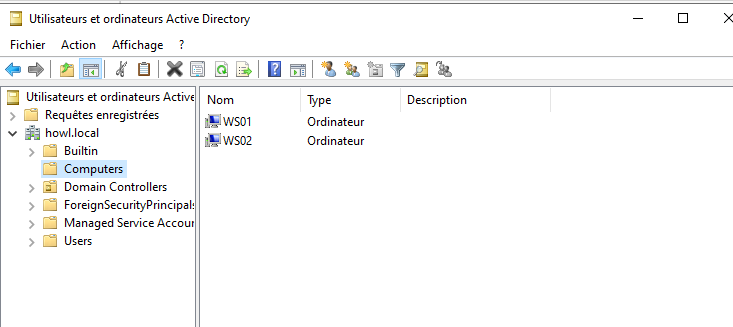 Utilisateurs et ordinateurs Active Directory
Fichier Action Affichage ?
Utilisateurs et ordinateurs Active
Requêtes enregistrées
howl.local
Builtin
Computers
Domain Controllers
ForeignSecurityPrincipals
Managed Service Accour
Users
Nom Type Description
WS01 Ordinateur
WS02 Ordinateur